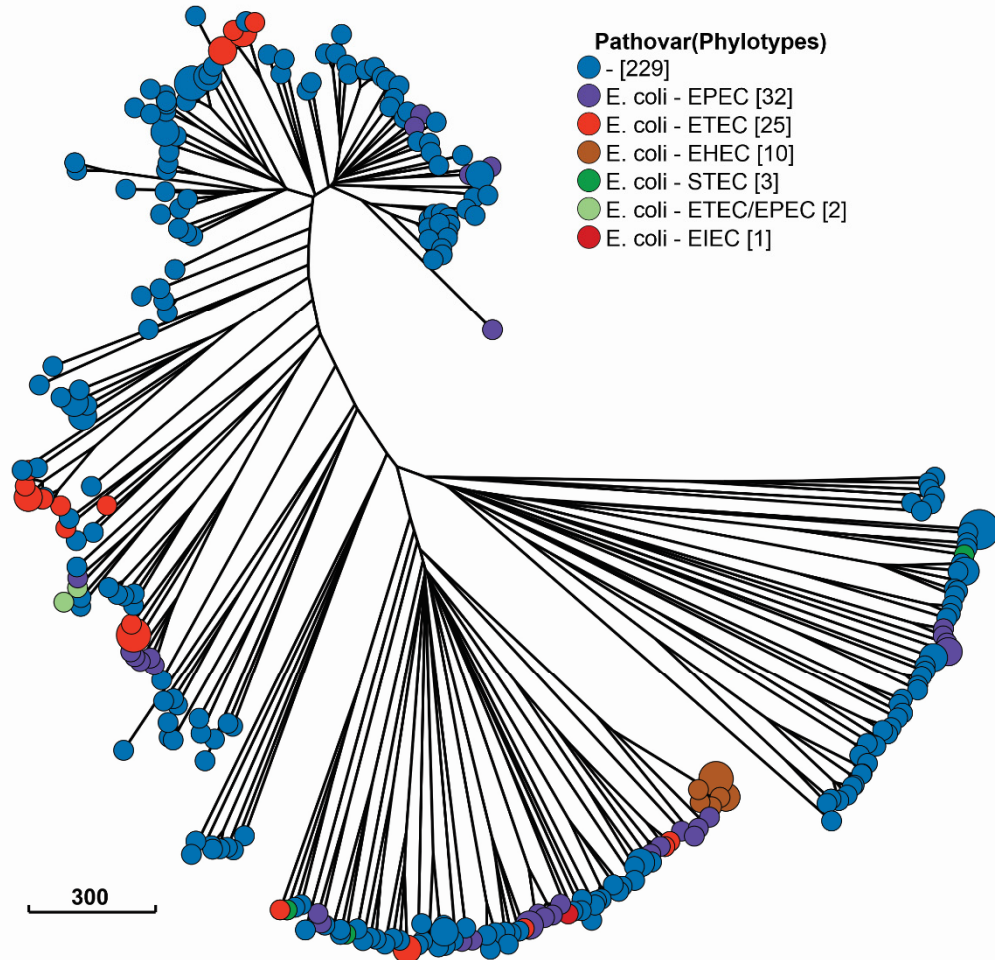 Pathovar(Phylotypes)
- [229]
E. coli - EPEC [32]
E. coli - ETEC [25]
E. coli - EHEC [10]
E. coli - STEC [3]
E. coli - ETEC/EPEC [2]
E. coli - EIEC [1]
300